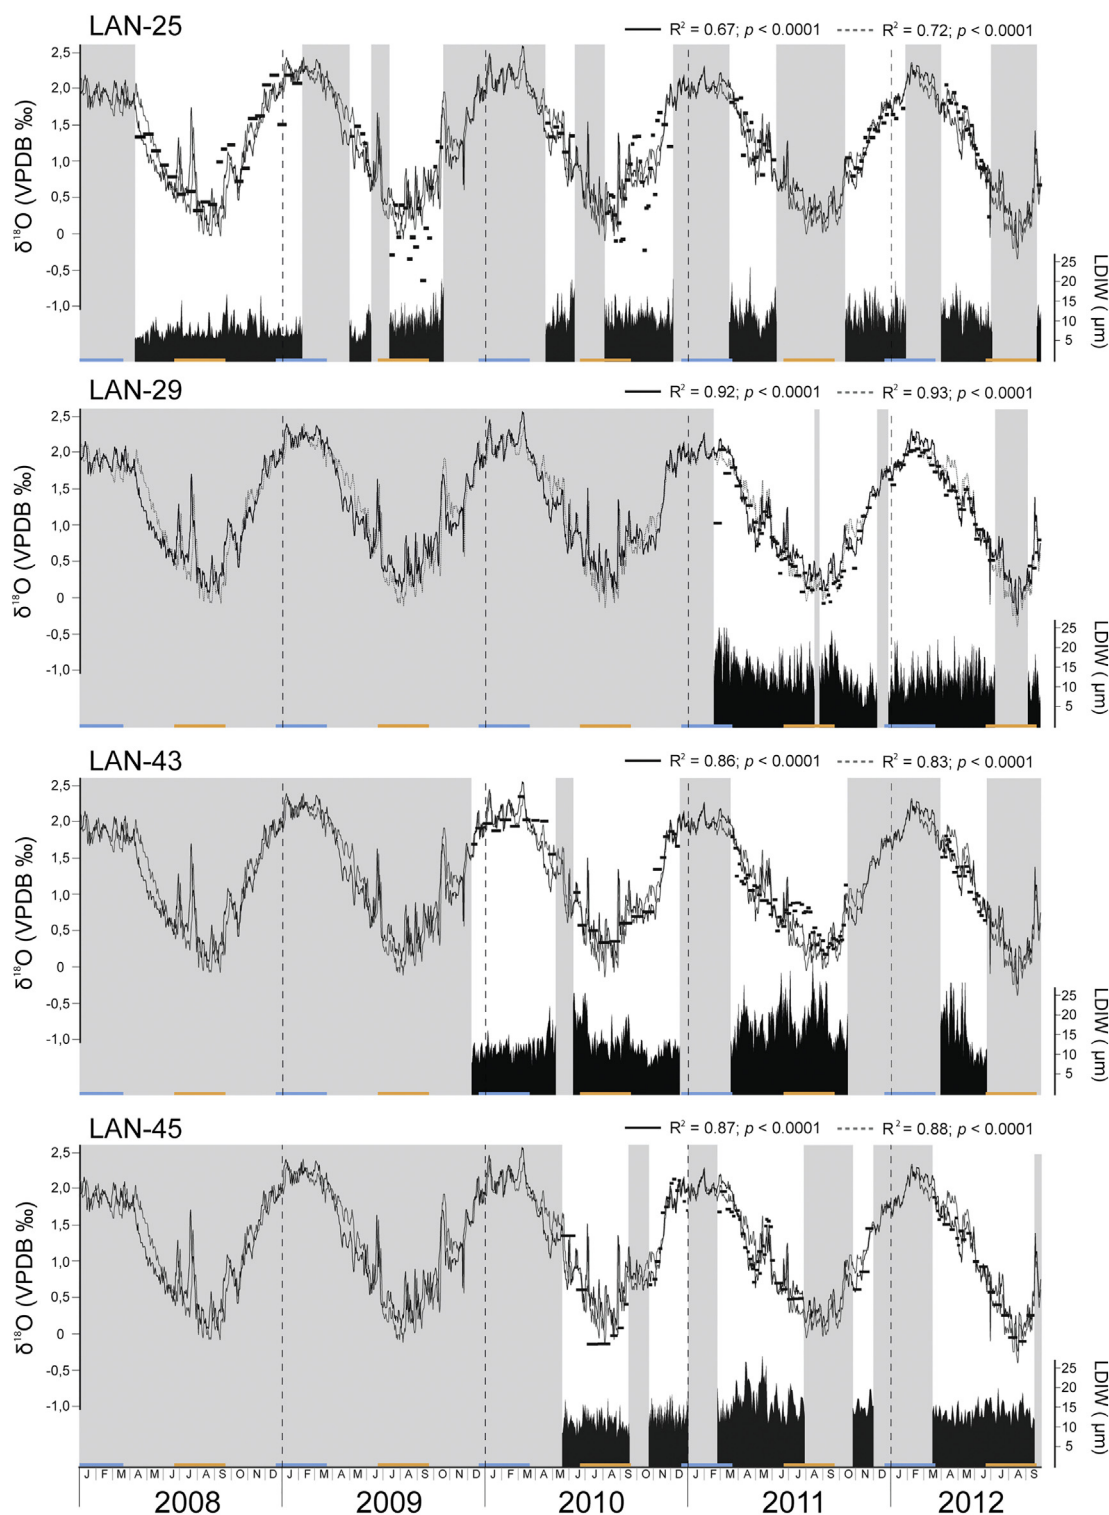 LAN-25
R² = 0.67; p < 0.0001 R² = 0.72; p < 0.0001
δ¹⁸O (VPDB ‰)
2,5
2,0
1,5
1,0
0,5
0
-0,5
-1,0
25
20
15
10
5
LDIW ( µm)
LAN-29
R² = 0.92; p < 0.0001 R² = 0.93; p < 0.0001
δ¹⁸O (VPDB ‰)
2,5
2,0
1,5
1,0
0,5
0
-0,5
-1,0
25
20
15
10
5
LDIW ( µm)
LAN-43
R² = 0.86; p < 0.0001 R² = 0.83; p < 0.0001
δ¹⁸O (VPDB ‰)
2,5
2,0
1,5
1,0
0,5
0
-0,5
-1,0
25
20
15
10
5
LDIW ( µm)
LAN-45
R² = 0.87; p < 0.0001 R² = 0.88; p < 0.0001
δ¹⁸O (VPDB ‰)
2,5
2,0
1,5
1,0
0,5
0
-0,5
-1,0
25
20
15
10
5
LDIW ( µm)
J F M A M J J A S O N D J F M A M J J A S O N D J F M A M J J A S O N D J F M A M J J A S O N D J F M A M J J A S
2008 2009 2010 2011 2012